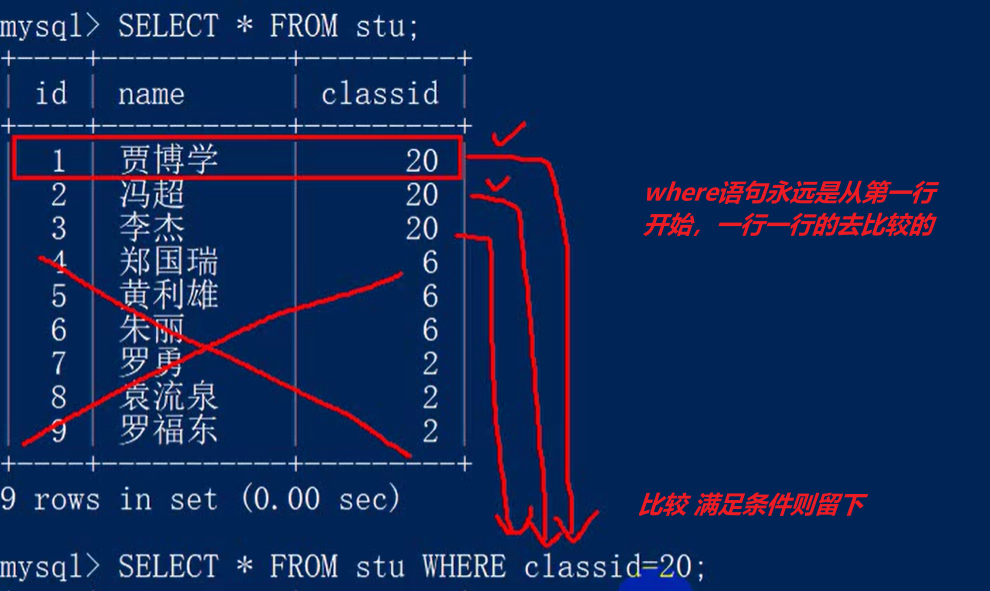 mysql> SELECT * FROM stu;
+----+-----------+---------+
| id | name | classid |
+----+-----------+---------+
| 1 | 贾博学 | 20 |
| 2 | 冯超 | 20 |
| 3 | 李杰 | 20 |
| 4 | 郑国瑞 | 6 |
| 5 | 黄利雄 | 6 |
| 6 | 朱丽 | 6 |
| 7 | 罗勇 | 2 |
| 8 | 袁流泉 | 2 |
| 9 | 罗福东 | 2 |
+----+-----------+---------+
9 rows in set (0.00 sec)
mysql> SELECT * FROM stu WHERE classid=20;
where语句永远是从第一行
开始，一行一行的去比较的
比较 满足条件则留下